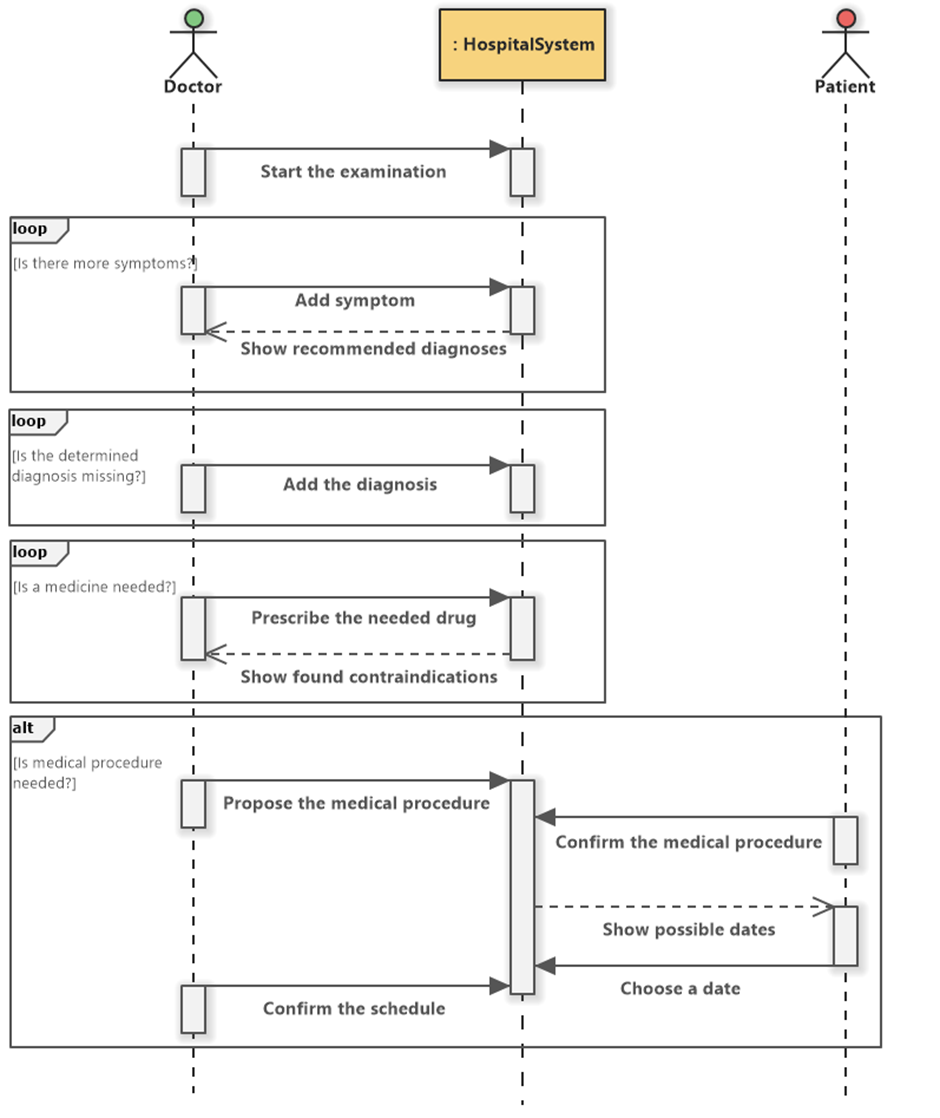 Doctor
: HospitalSystem
Patient
Start the examination
loop
[Is there more symptoms?]
Add symptom
Show recommended diagnoses
loop
[Is the determined
diagnosis missing?]
Add the diagnosis
loop
[Is a medicine needed?]
Prescribe the needed drug
Show found contraindications
alt
[Is medical procedure
needed?]
Propose the medical procedure
Confirm the medical procedure
Show possible dates
Choose a date
Confirm the schedule